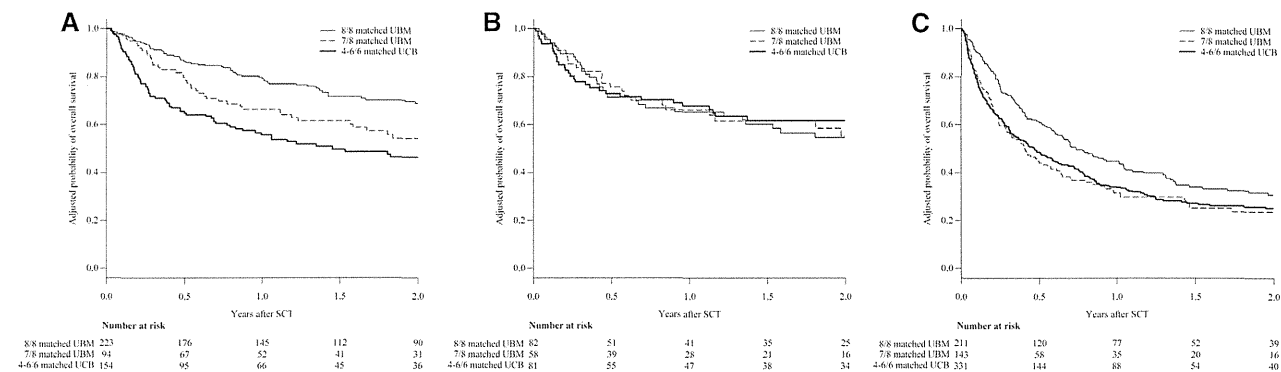 A
Adjusted probability of overall survival
1.0
0.8
0.6
0.4
0.2
0.0
8/8 matched UBM
7/8 matched UBM
4-6/6 matched UCB
0.0 0.5 1.0 1.5 2.0
Years after SCT
Number at risk
8/8 matched UBM 223 176 145 112 90
7/8 matched UBM 94 67 52 41 31
4-6/6 matched UCB 154 95 66 45 36
B
Adjusted probability of overall survival
1.0
0.8
0.6
0.4
0.2
0.0
8/8 matched UBM
7/8 matched UBM
4-6/6 matched UCB
0.0 0.5 1.0 1.5 2.0
Years after SCT
Number at risk
8/8 matched UBM 82 51 41 35 25
7/8 matched UBM 58 39 28 21 16
4-6/6 matched UCB 81 55 47 38 34
C
Adjusted probability of overall survival
1.0
0.8
0.6
0.4
0.2
0.0
8/8 matched UBM
7/8 matched UBM
4-6/6 matched UCB
0.0 0.5 1.0 1.5 2.0
Years after SCT
Number at risk
8/8 matched UBM 211 120 77 52 39
7/8 matched UBM 143 58 35 20 16
4-6/6 matched UCB 331 144 88 54 40